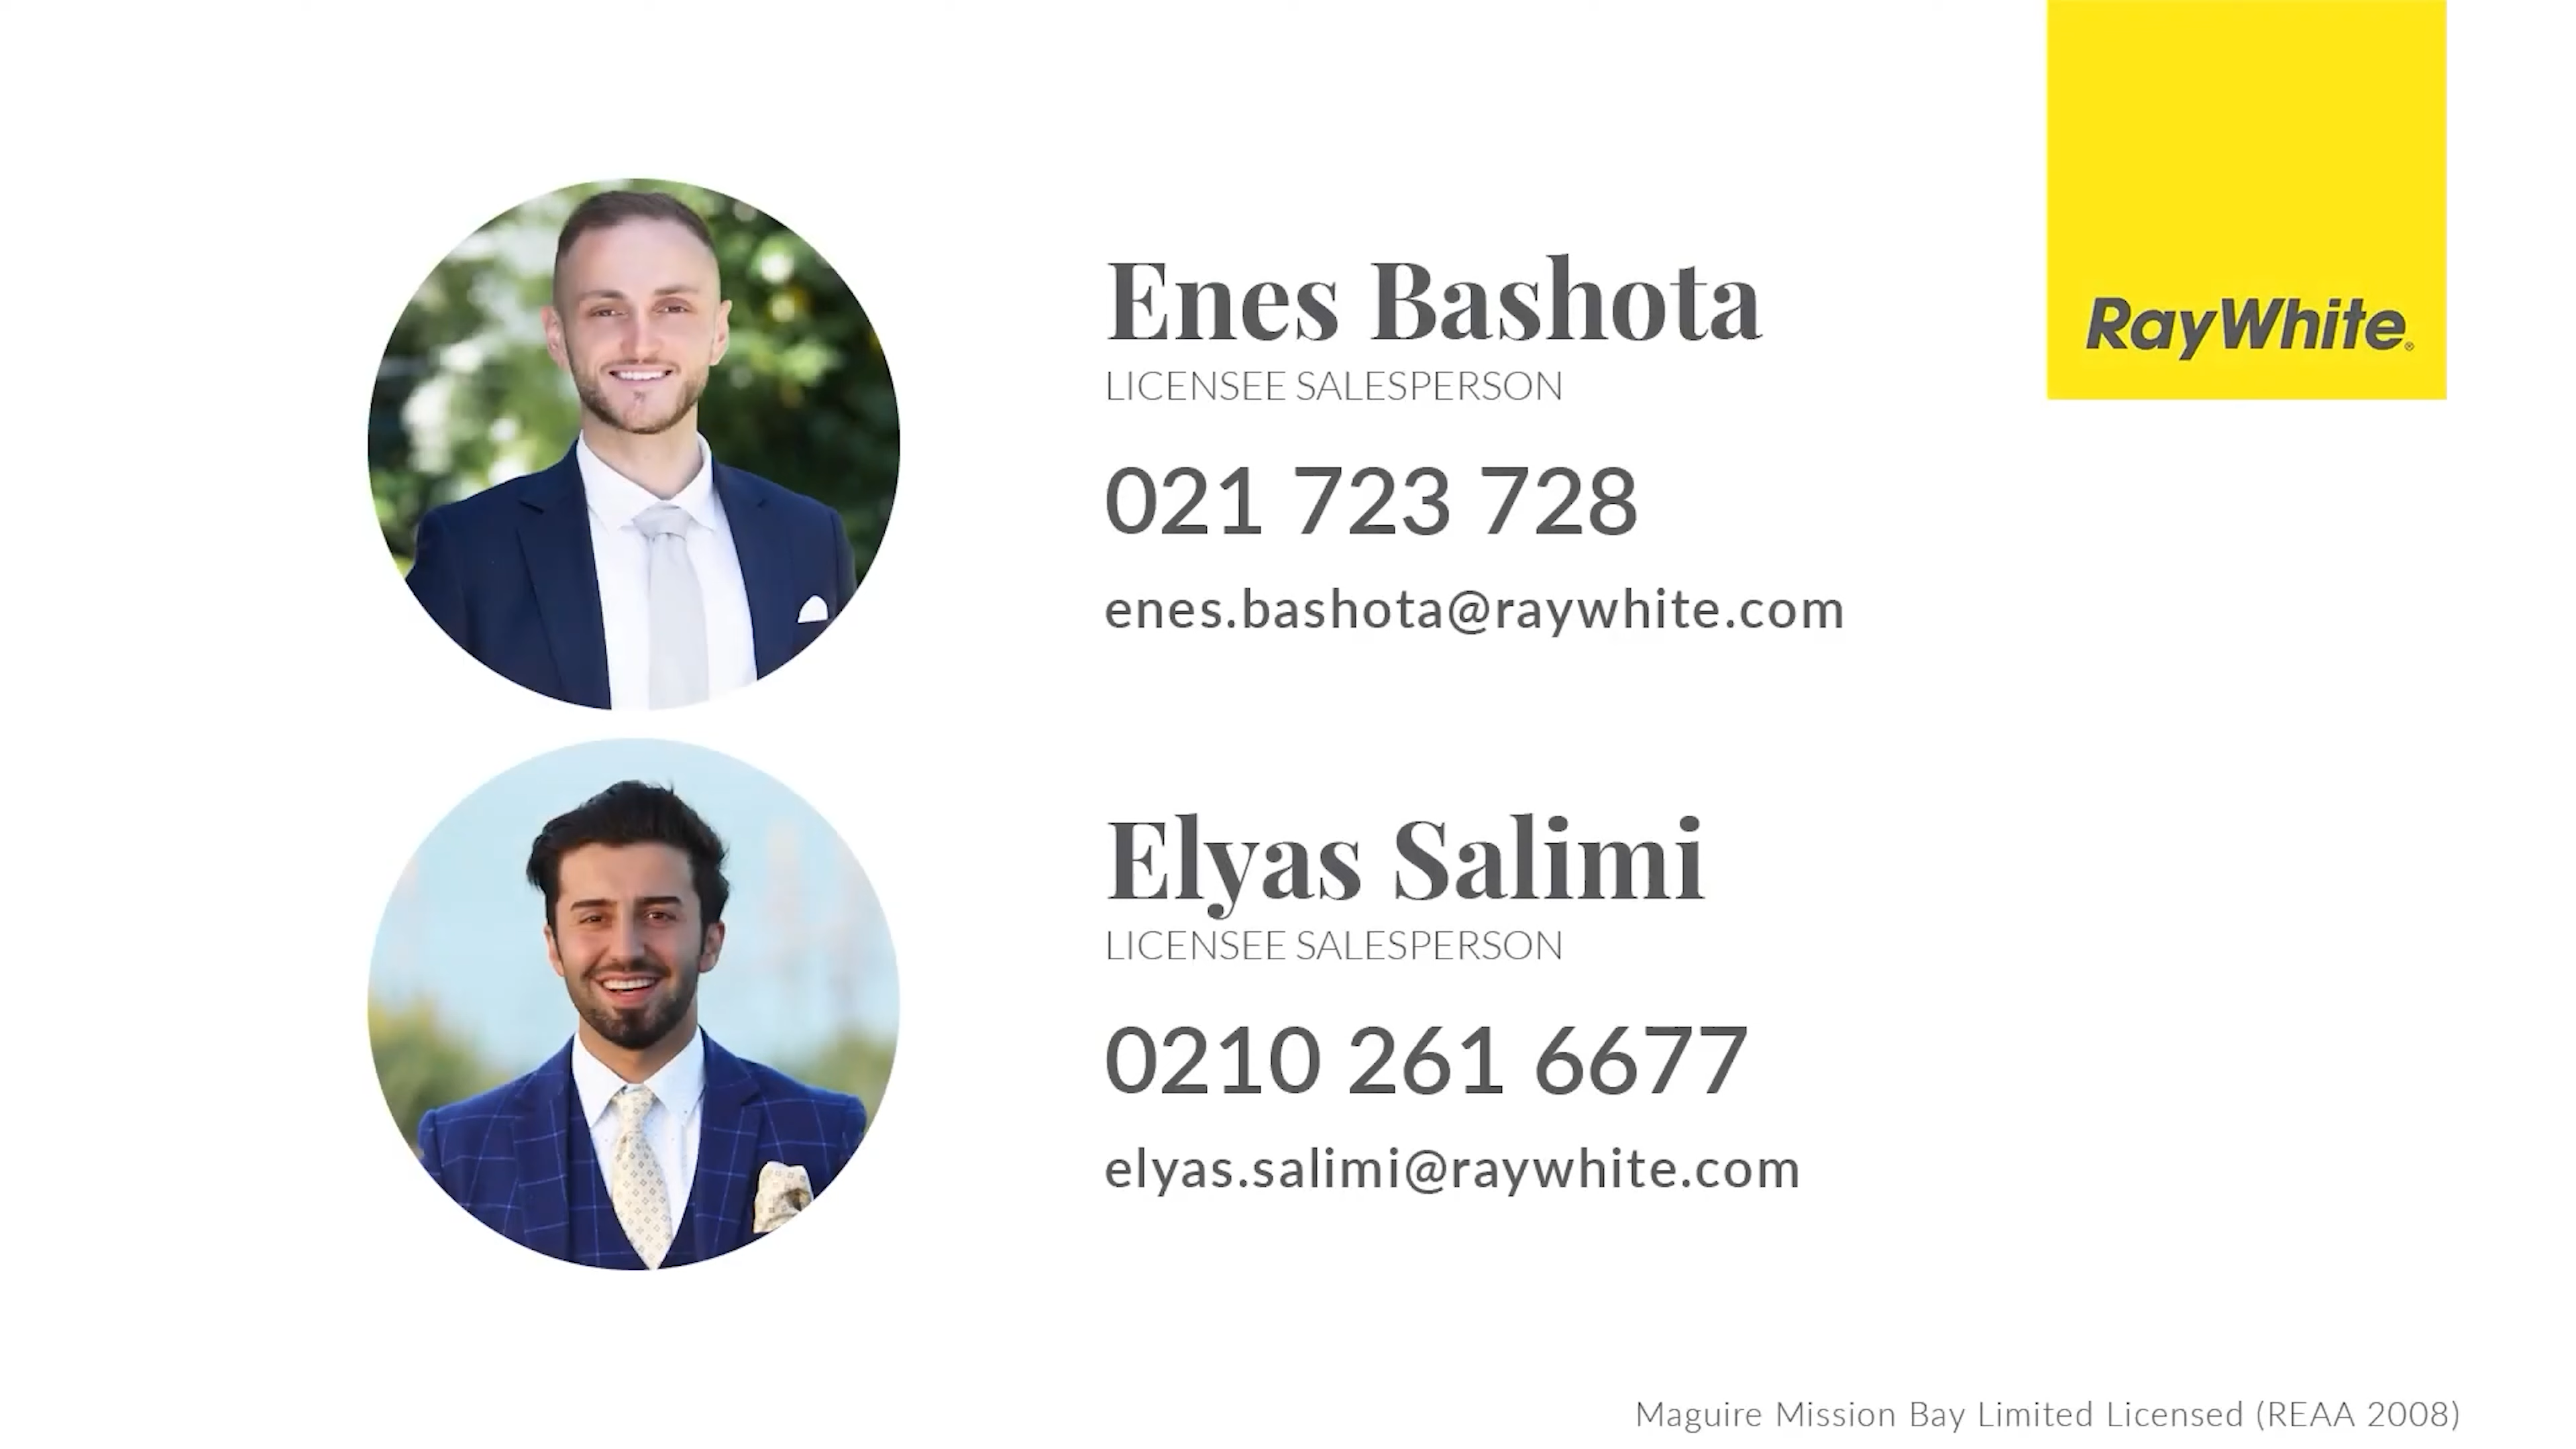 Enes Bashota
LICENSEE SALESPERSON
021 723 728
enes.bashota@raywhite.com
RayWhite®
Elyas Salimi
LICENSEE SALESPERSON
0210 261 6677
elyas.salimi@raywhite.com
Maguire Mission Bay Limited Licensed (REAA 2008)